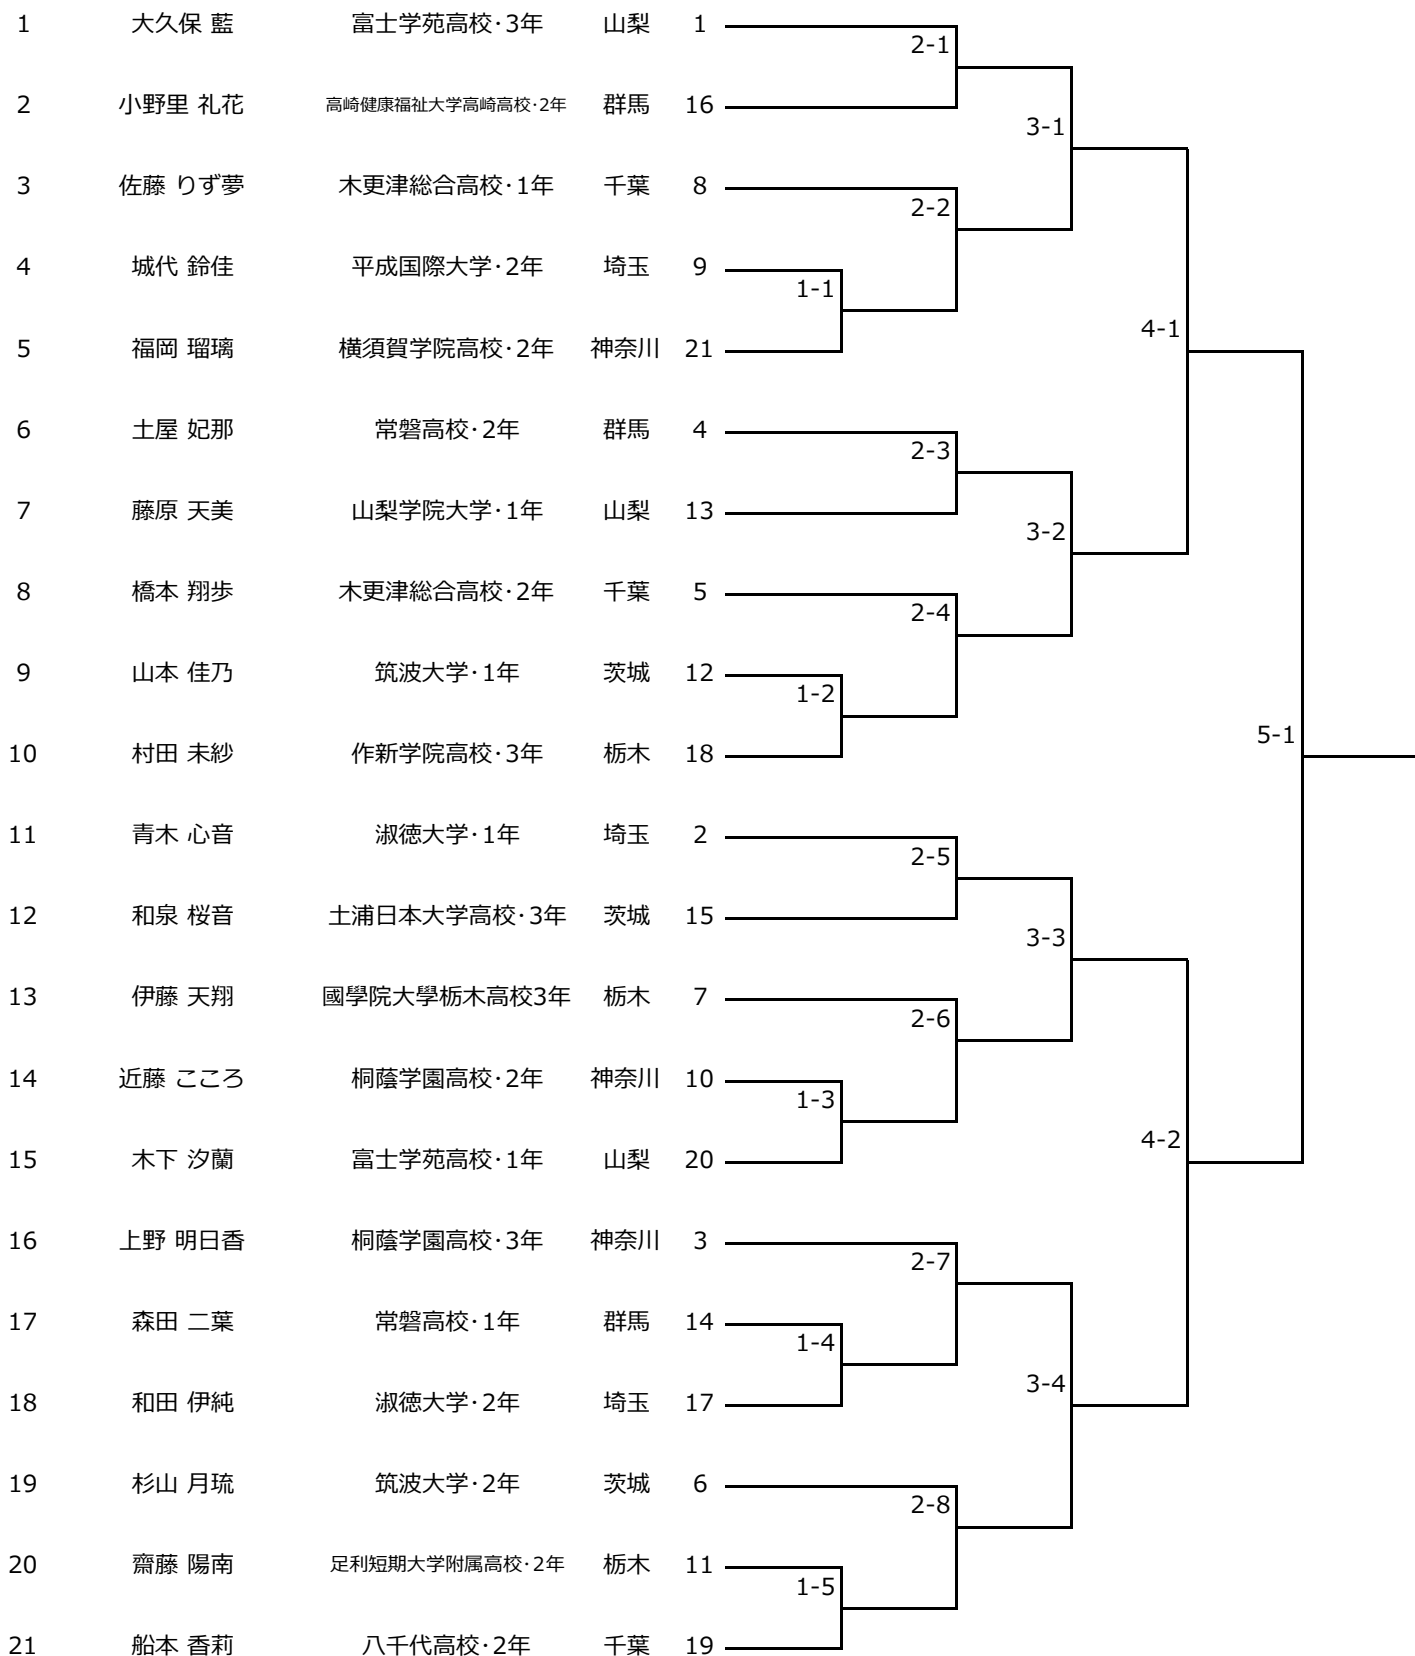 1 大久保 藍 富士学苑高校･3年 山梨 1
2-1
2 小野里 礼花 高崎健康福祉大学高崎高校･2年 群馬 16
3-1
3 佐藤 りず夢 木更津総合高校･1年 千葉 8
2-2
4 城代 鈴佳 平成国際大学･2年 埼玉 9
1-1
4-1
5 福岡 瑠璃 横須賀学院高校･2年 神奈川 21
6 土屋 妃那 常磐高校･2年 群馬 4
2-3
7 藤原 天美 山梨学院大学･1年 山梨 13
3-2
8 橋本 翔歩 木更津総合高校･2年 千葉 5
2-4
9 山本 佳乃 筑波大学･1年 茨城 12
1-2
5-1
10 村田 未紗 作新学院高校･3年 栃木 18
11 青木 心音 淑徳大学･1年 埼玉 2
2-5
12 和泉 桜音 土浦日本大学高校･3年 茨城 15
3-3
13 伊藤 天翔 國學院大學栃木高校3年 栃木 7
2-6
14 近藤 こころ 桐蔭学園高校･2年 神奈川 10
1-3
4-2
15 木下 汐蘭 富士学苑高校･1年 山梨 20
16 上野 明日香 桐蔭学園高校･3年 神奈川 3
2-7
17 森田 二葉 常磐高校･1年 群馬 14
1-4
3-4
18 和田 伊純 淑徳大学･2年 埼玉 17
19 杉山 月琉 筑波大学･2年 茨城 6
2-8
20 齋藤 陽南 足利短期大学附属高校･2年 栃木 11
1-5
21 船本 香莉 八千代高校･2年 千葉 19